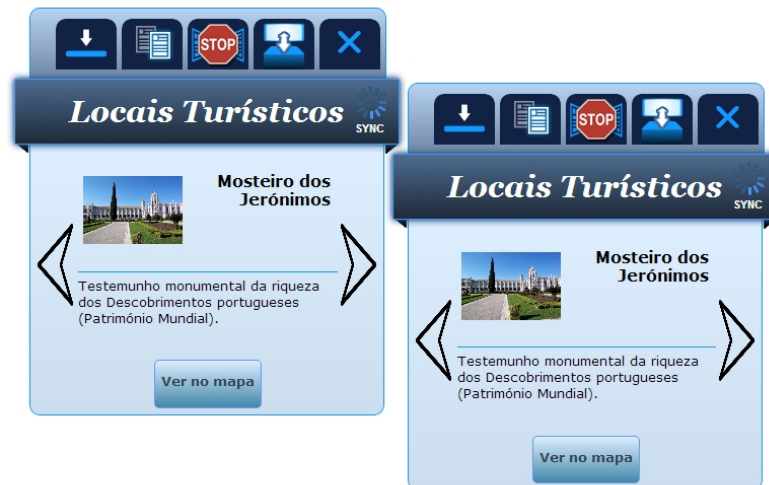 STOP
Locais Turísticos
SYNC
Mosteiro dos
Jerónimos
Testemunho monumental da riqueza
dos Descobrimentos portugueses
(Património Mundial).
Ver no mapa
STOP
Locais Turísticos
SYNC
Mosteiro dos
Jerónimos
Testemunho monumental da riqueza
dos Descobrimentos portugueses
(Património Mundial).
Ver no mapa